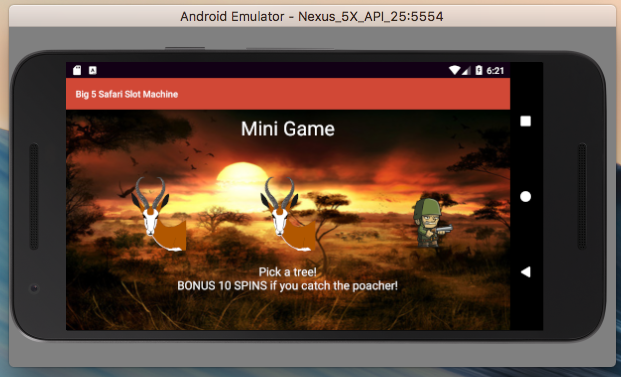 Android Emulator - Nexus_5X_API_25:5554
6:21
Big 5 Safari Slot Machine
Mini Game
Pick a tree!
BONUS 10 SPINS if you catch the poacher!